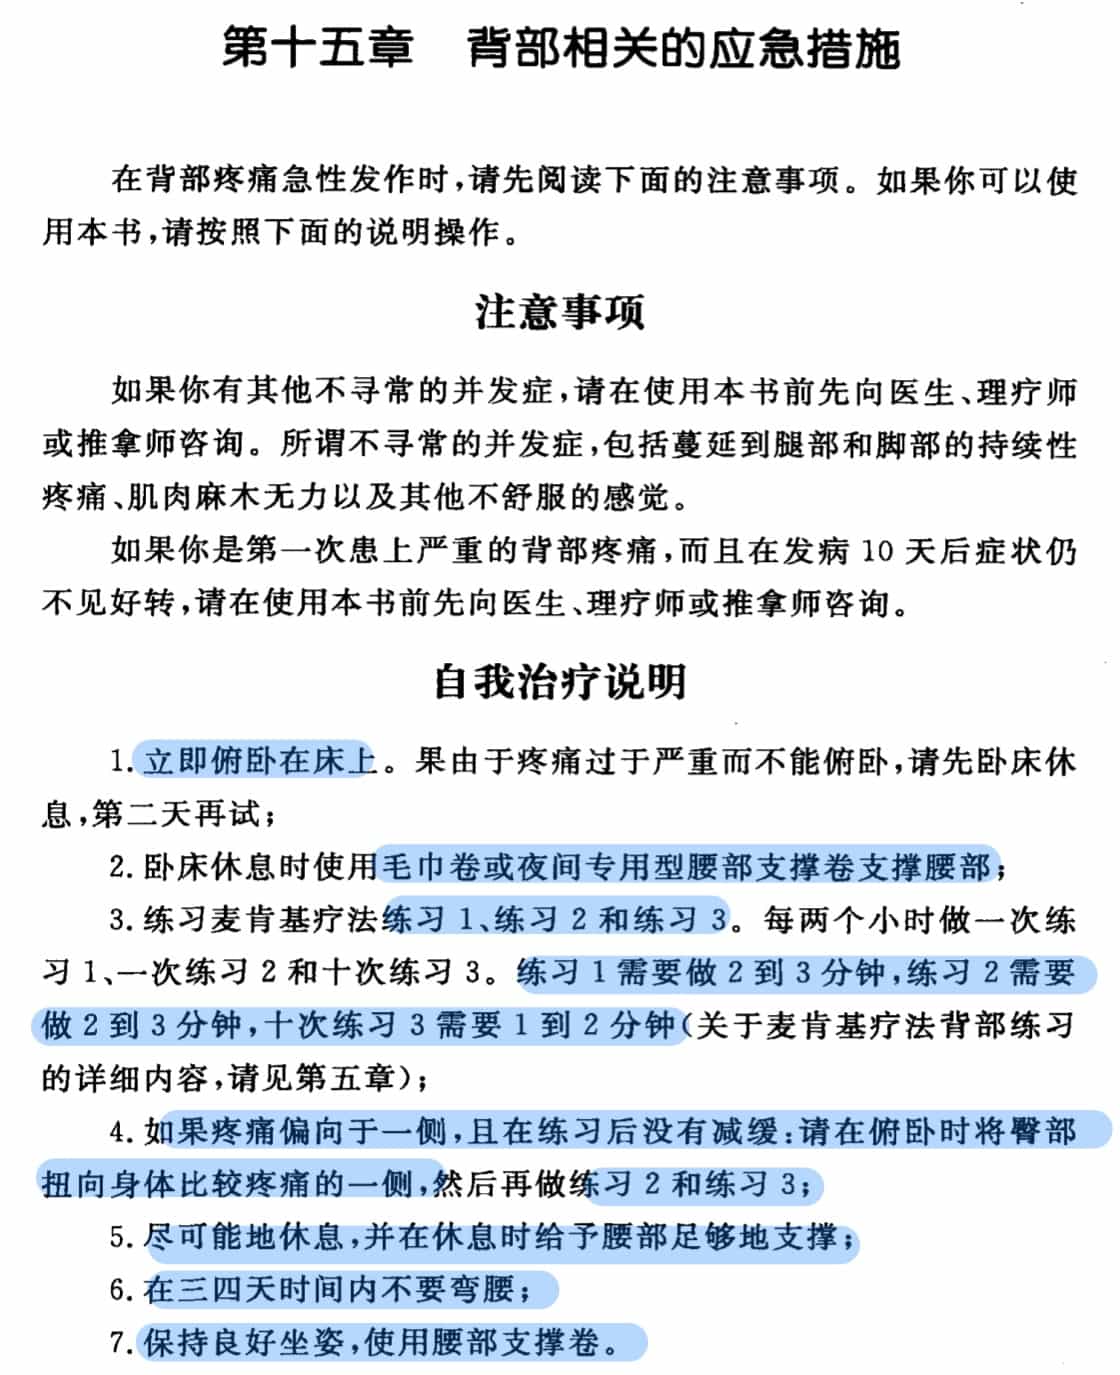 第十五章　背部相关的应急措施
在背部疼痛急性发作时,请先阅读下面的注意事项。如果你可以使
用本书,请按照下面的说明操作。
注意事项
如果你有其他不寻常的并发症,请在使用本书前先向医生、理疗师
或推拿师咨询。所谓不寻常的并发症,包括蔓延到腿部和脚部的持续性
疼痛、肌肉麻木无力以及其他不舒服的感觉。
如果你是第一次患上严重的背部疼痛,而且在发病 10 天后症状仍
不见好转,请在使用本书前先向医生、理疗师或推拿师咨询。
自我治疗说明
1. 立即俯卧在床上。果由于疼痛过于严重而不能俯卧,请先卧床休
息,第二天再试;
2. 卧床休息时使用毛巾卷或夜间专用型腰部支撑卷支撑腰部;
3. 练习麦肯基疗法练习 1、练习 2 和练习 3。每两个小时做一次练
习 1、一次练习 2 和十次练习 3。练习 1 需要做 2 到 3 分钟,练习 2 需要
做 2 到 3 分钟,十次练习 3 需要 1 到 2 分钟(关于麦肯基疗法背部练习
的详细内容,请见第五章);
4. 如果疼痛偏向于一侧,且在练习后没有减缓:请在俯卧时将臀部
扭向身体比较疼痛的一侧,然后再做练习 2 和练习 3;
5. 尽可能地休息,并在休息时给予腰部足够地支撑;
6. 在三四天时间内不要弯腰;
7. 保持良好坐姿,使用腰部支撑卷。